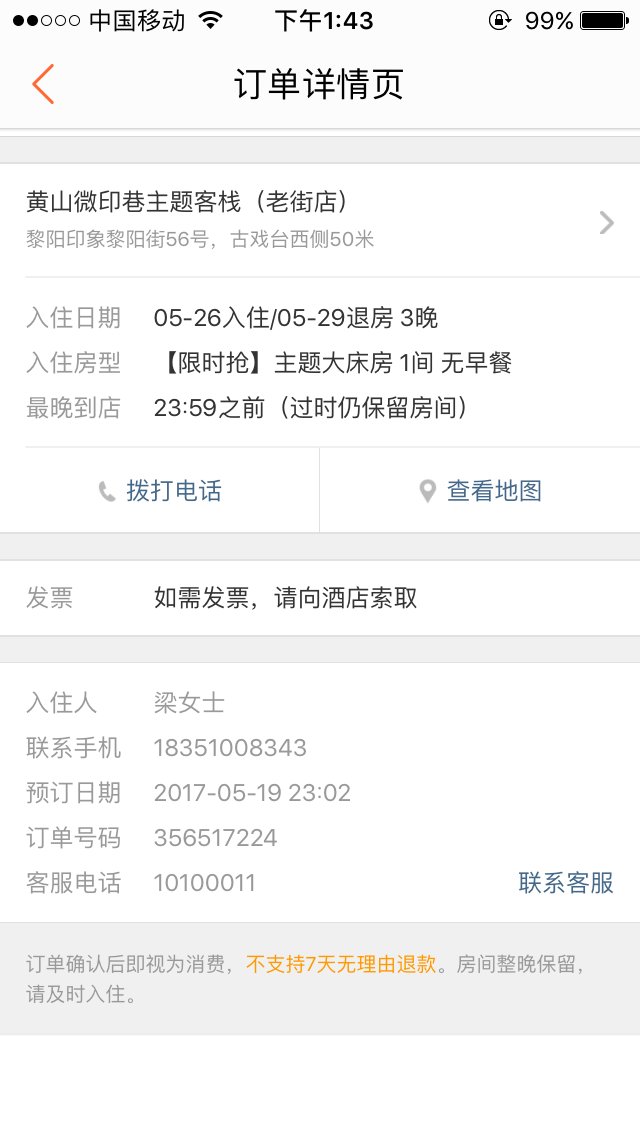 中国移动 下午1:43 99%
订单详情页
黄山微印巷主题客栈（老街店）
黎阳印象黎阳街56号，古戏台西侧50米
入住日期 05-26入住/05-29退房 3晚
入住房型 【限时抢】主题大床房 1间 无早餐
最晚到店 23:59之前（过时仍保留房间）
拨打电话 查看地图
发票 如需发票，请向酒店索取
入住人 梁女士
联系手机 18351008343
预订日期 2017-05-19 23:02
订单号码 356517224
客服电话 10100011 联系客服
订单确认后即视为消费，不支持7天无理由退款。房间整晚保留，
请及时入住。